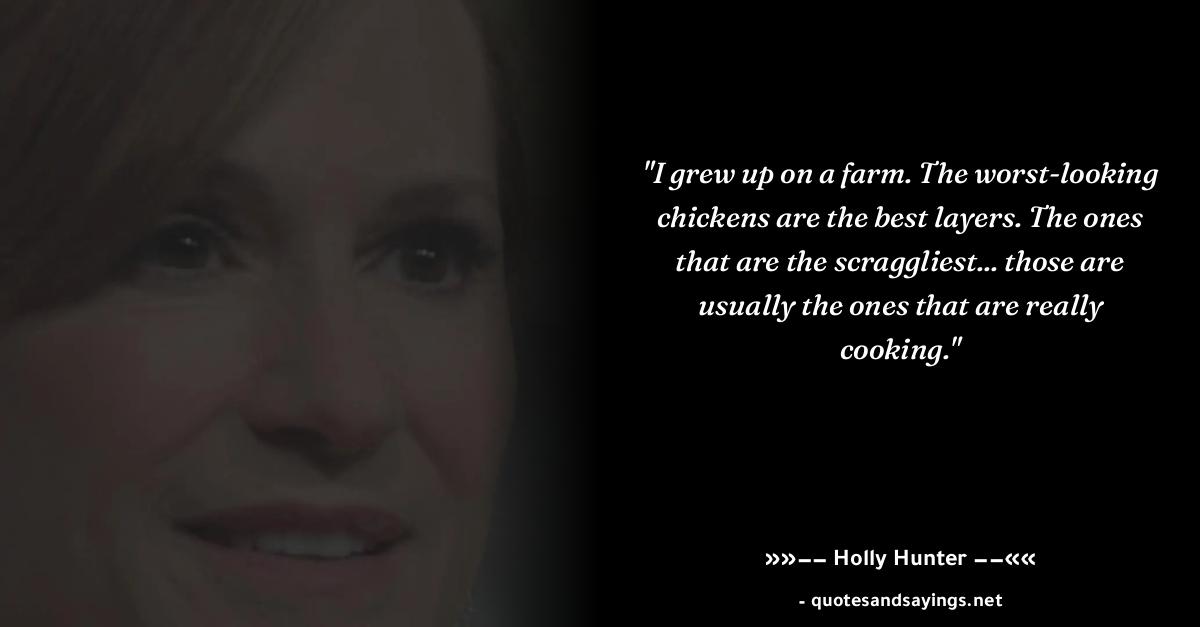 "I grew up on a farm. The worst-looking
chickens are the best layers. The ones
that are the scraggliest... those are
usually the ones that are really
cooking."
»»−− Holly Hunter −−««
- quotesandsayings.net